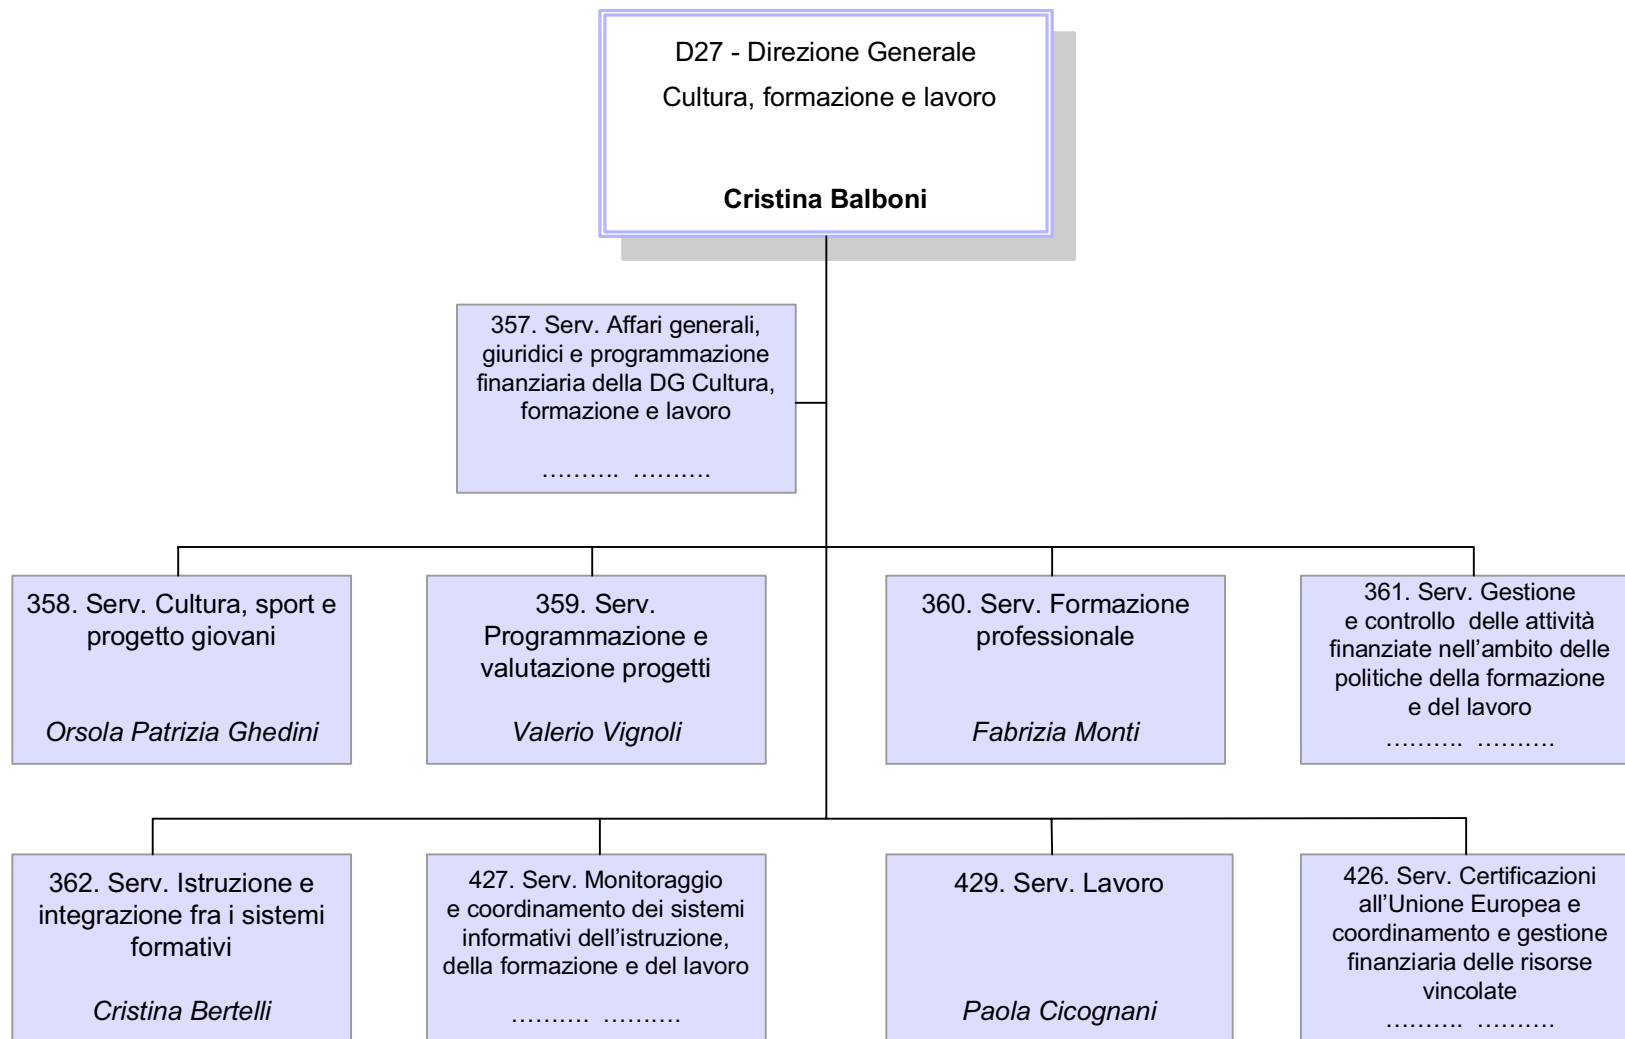 D27 - Direzione Generale
Cultura, formazione e lavoro
Cristina Balboni
357. Serv. Affari generali,
giuridici e programmazione
finanziaria della DG Cultura,
formazione e lavoro
.......... ..........
358. Serv. Cultura, sport e
progetto giovani
Orsola Patrizia Ghedini
359. Serv.
Programmazione e
valutazione progetti
Valerio Vignoli
360. Serv. Formazione
professionale
Fabrizia Monti
361. Serv. Gestione
e controllo delle attività
finanziate nell’ambito delle
politiche della formazione
e del lavoro
.......... ..........
362. Serv. Istruzione e
integrazione fra i sistemi
formativi
Cristina Bertelli
427. Serv. Monitoraggio
e coordinamento dei sistemi
informativi dell’istruzione,
della formazione e del lavoro
.......... ..........
429. Serv. Lavoro
Paola Cicognani
426. Serv. Certificazioni
all’Unione Europea e
coordinamento e gestione
finanziaria delle risorse
vincolate
.......... ..........